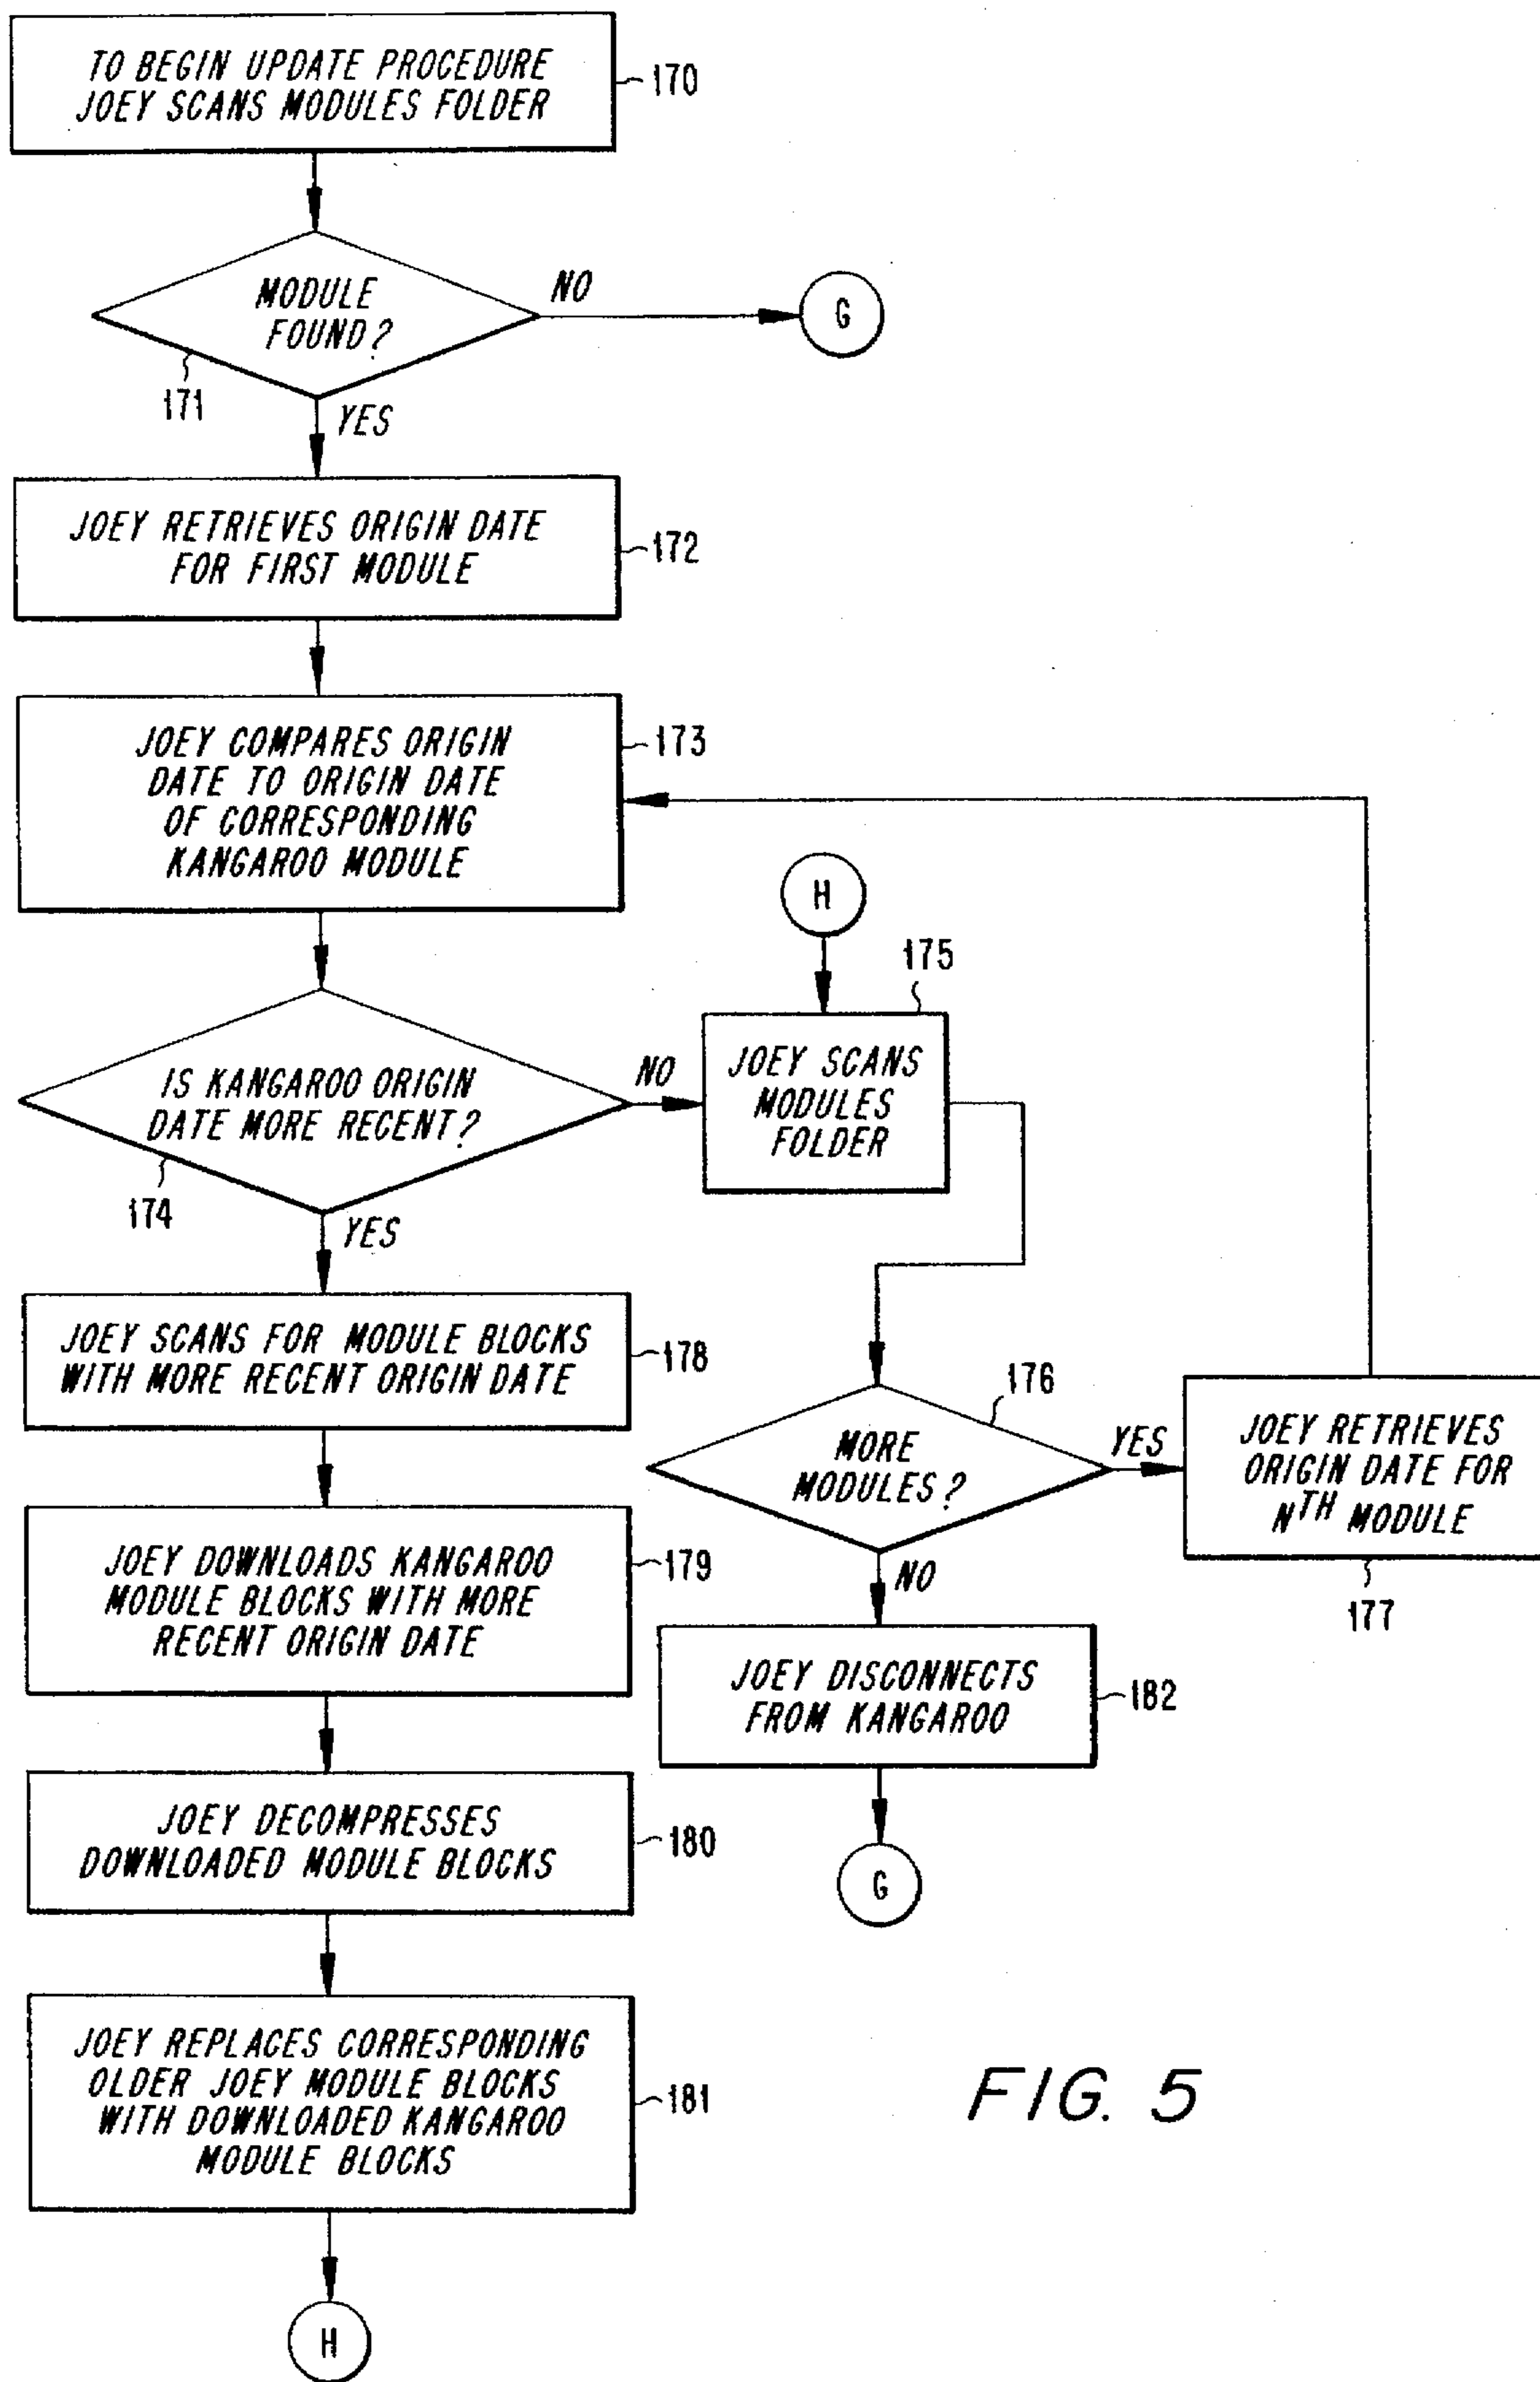 TO BEGIN UPDATE PROCEDURE
JOEY SCANS MODULES FOLDER
170
MODULE
FOUND?
NO
G
171
YES
JOEY RETRIEVES ORIGIN DATE
FOR FIRST MODULE
172
JOEY COMPARES ORIGIN
DATE TO ORIGIN DATE
OF CORRESPONDING
KANGAROO MODULE
173
H
175
IS KANGAROO ORIGIN
DATE MORE RECENT?
NO
174
YES
JOEY SCANS
MODULES
FOLDER
JOEY SCANS FOR MODULE BLOCKS
WITH MORE RECENT ORIGIN DATE
178
176
MORE
MODULES?
YES
JOEY RETRIEVES
ORIGIN DATE FOR
NTH MODULE
177
NO
JOEY DOWNLOADS KANGAROO
MODULE BLOCKS WITH MORE
RECENT ORIGIN DATE
179
JOEY DISCONNECTS
FROM KANGAROO
182
G
JOEY DECOMPRESSES
DOWNLOADED MODULE BLOCKS
180
JOEY REPLACES CORRESPONDING
OLDER JOEY MODULE BLOCKS
WITH DOWNLOADED KANGAROO
MODULE BLOCKS
181
H
FIG. 5